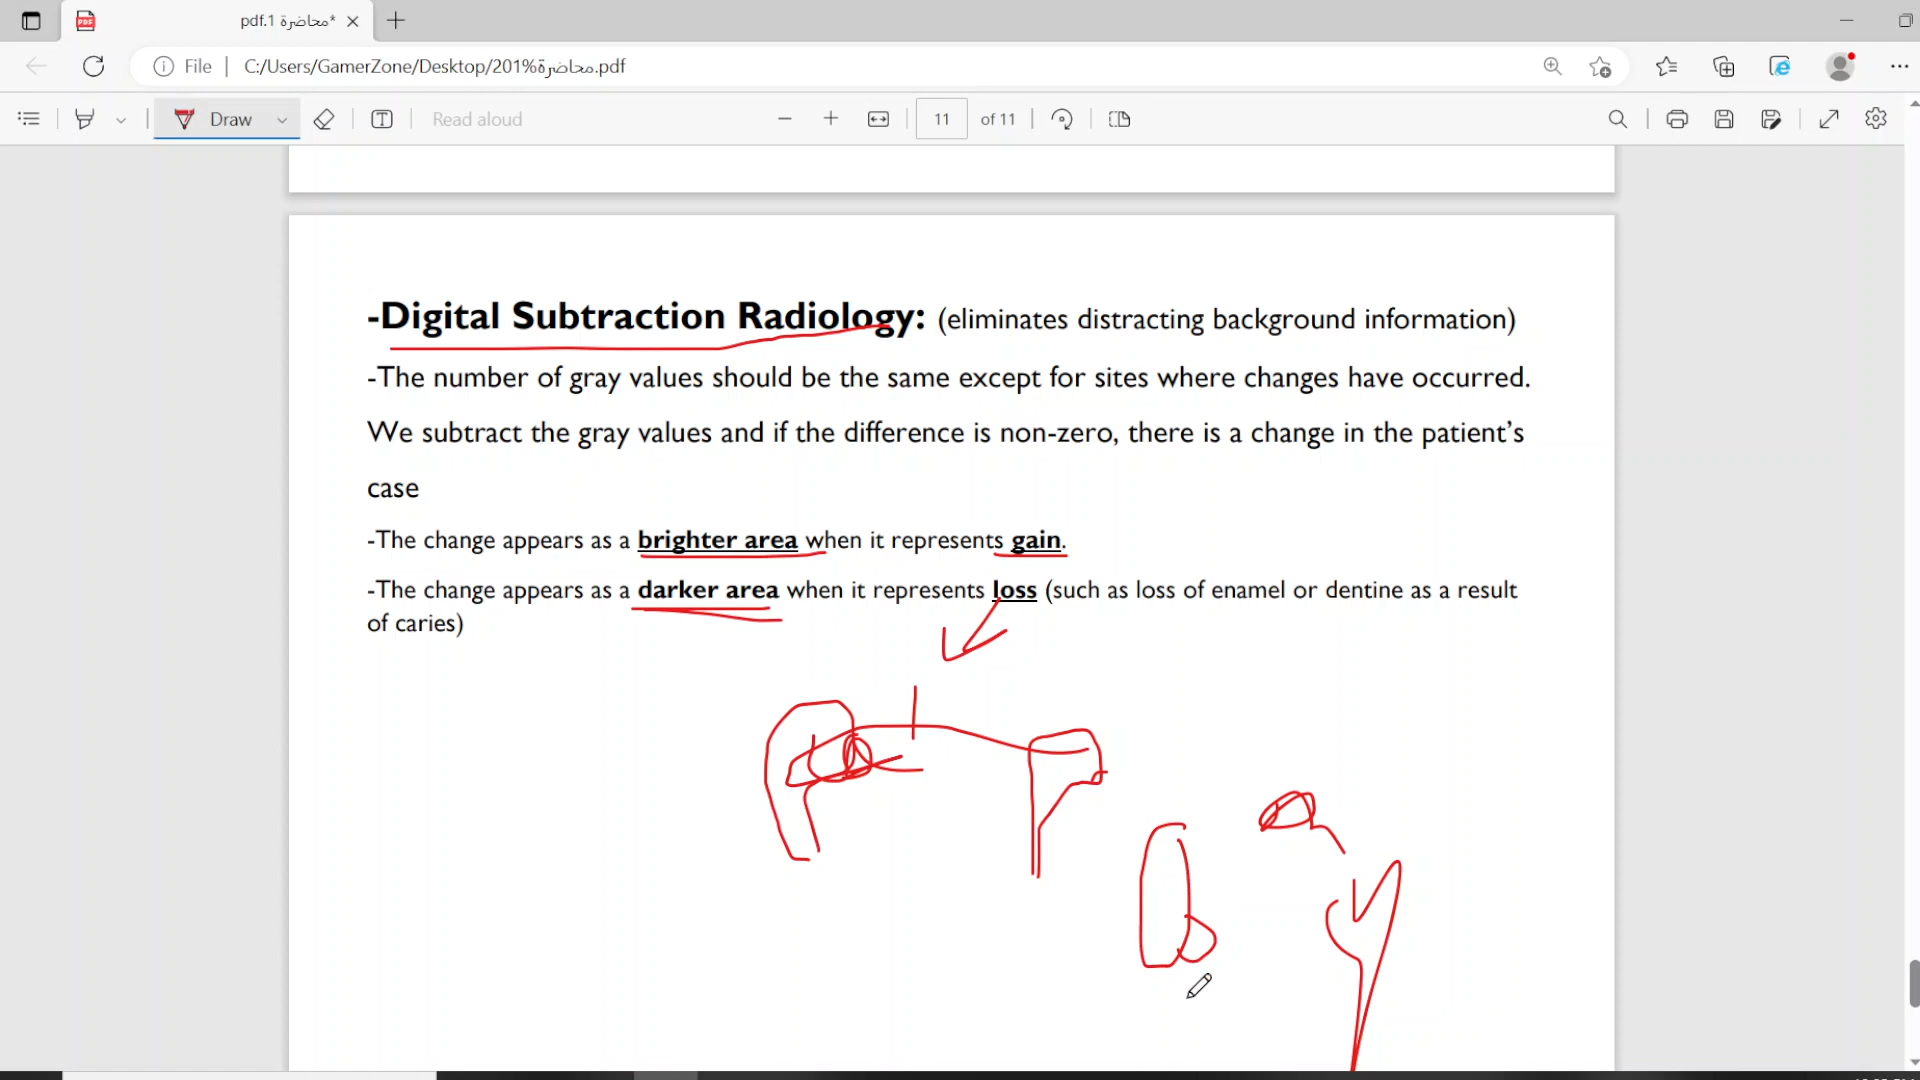 محاضرة 1.pdf*
File
C:/Users/GamerZone/Desktop/201%محاضرة.pdf
Draw
Read aloud
11
of 11
-Digital Subtraction Radiology: (eliminates distracting background information)
-The number of gray values should be the same except for sites where changes have occurred.
We subtract the gray values and if the difference is non-zero, there is a change in the patient’s
case
-The change appears as a brighter area when it represents gain.
-The change appears as a darker area when it represents loss (such as loss of enamel or dentine as a result
of caries)